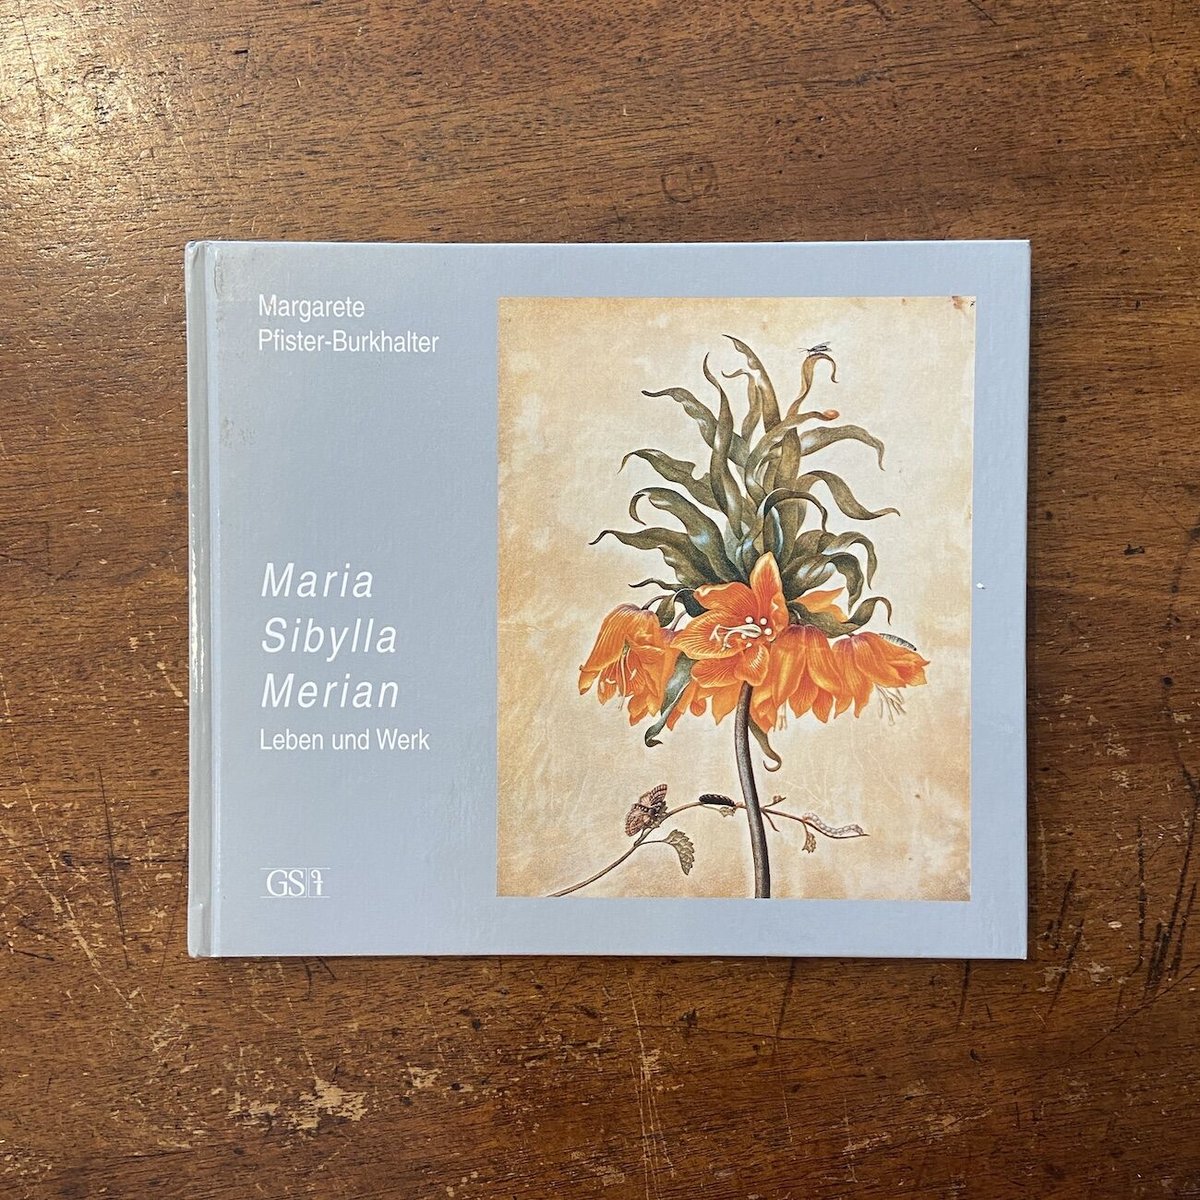 Margarete
Pfister-Burkhalter
Maria
Sibylla
Merian
Leben und Werk
GS